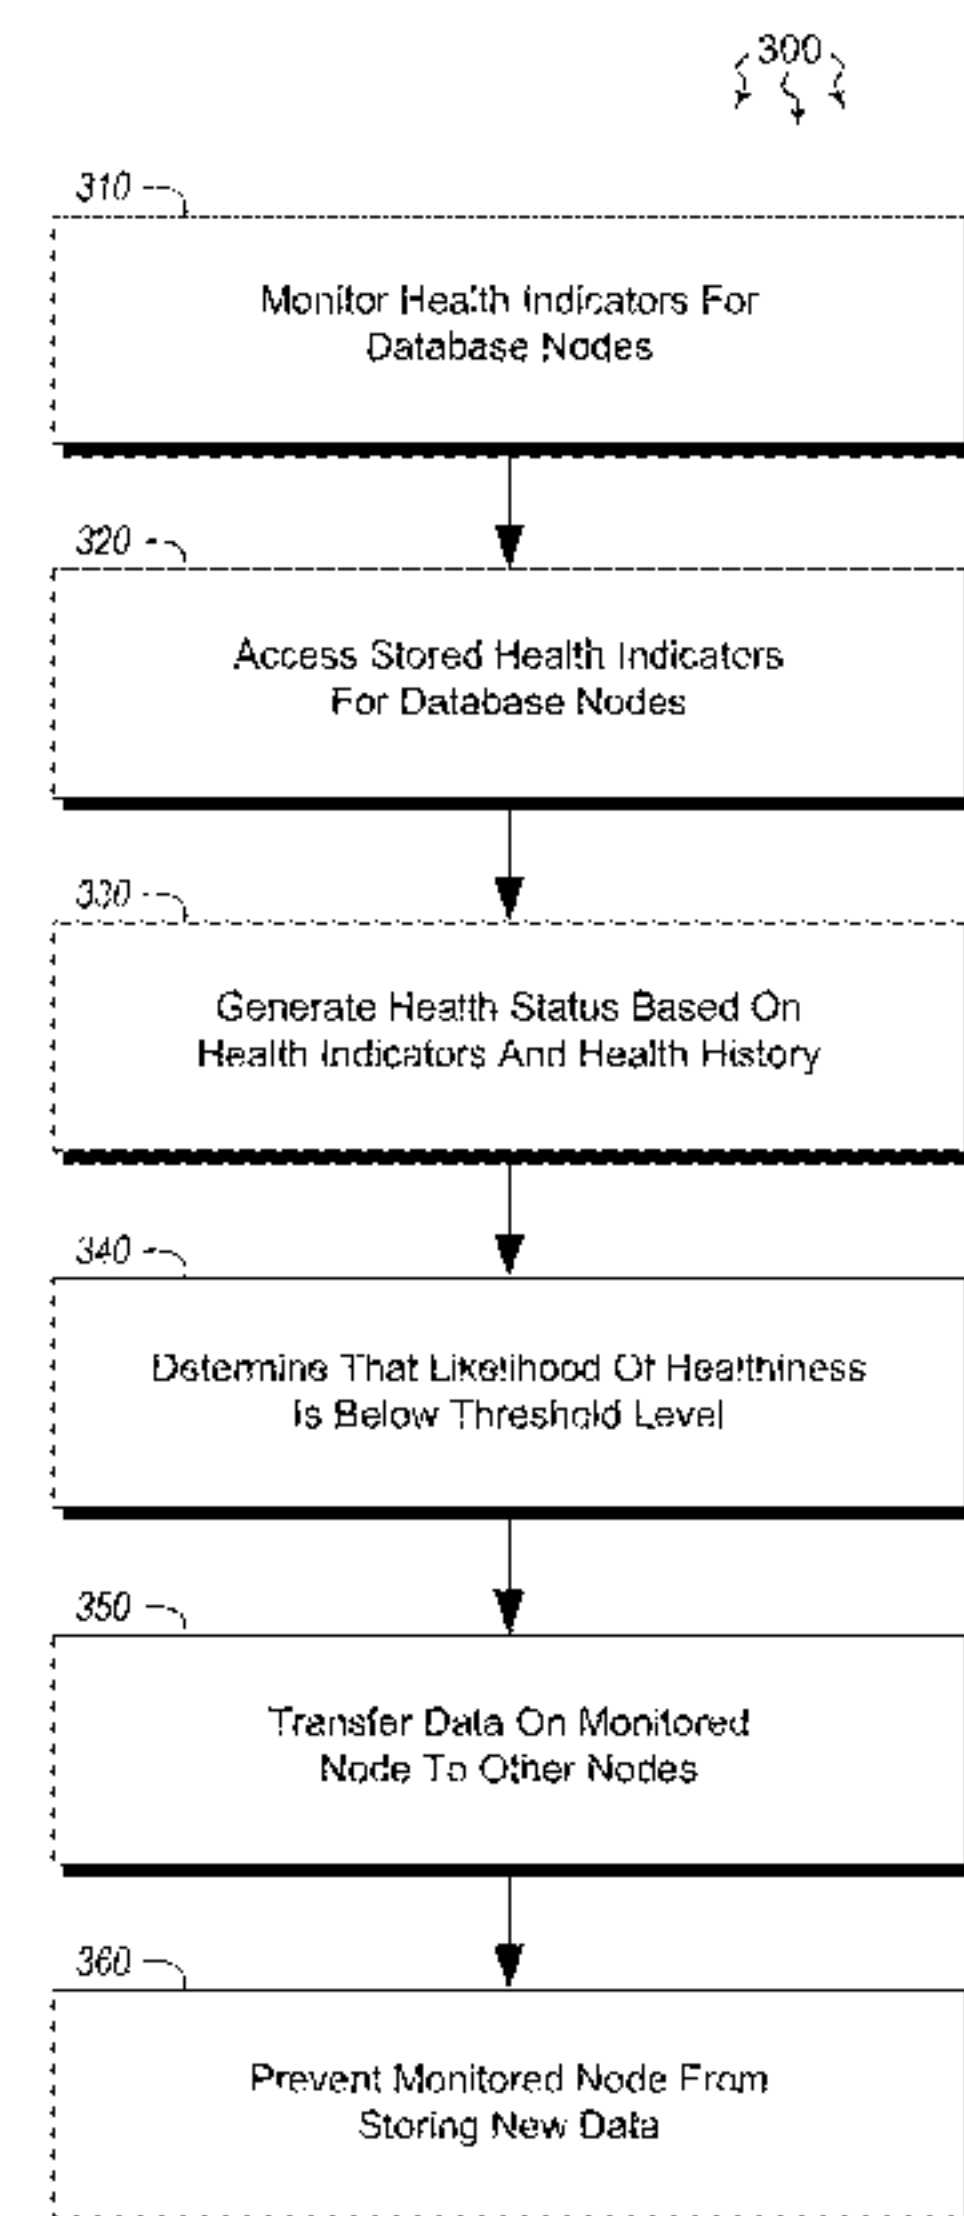 300
310
Monitor Health Indicators For
Database Nodes
320
Access Stored Health Indicators
For Database Nodes
330
Generate Health Status Based On
Health Indicators And Health History
340
Determine That Likelihood Of Healthiness
Is Below Threshold Level
350
Transfer Data On Monitored
Node To Other Nodes
360
Prevent Monitored Node From
Storing New Data